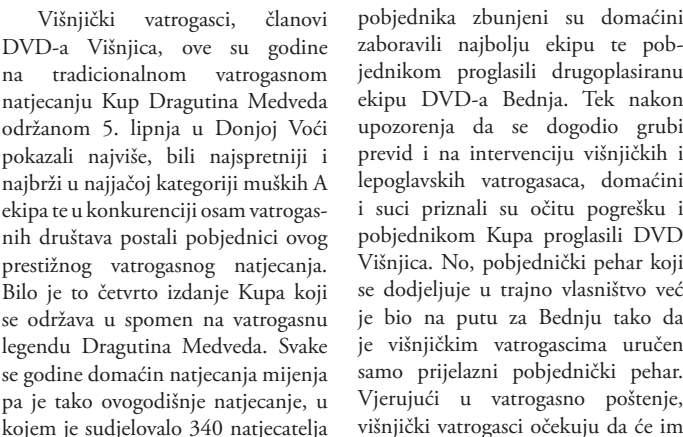 Višnjički vatrogasci, članovi
DVD-a Višnjica, ove su godine
na tradicionalnom vatrogasnom
natjecanju Kup Dragutina Medveda
održanom 5. lipnja u Donjoj Voći
pokazali najviše, bili najspretniji i
najbrži u najjačoj kategoriji muških A
ekipa te u konkurenciji osam vatrogas-
nih društava postali pobjednici ovog
prestižnog vatrogasnog natjecanja.
Bilo je to četvrto izdanje Kupa koji
se održava u spomen na vatrogasnu
legendu Dragutina Medveda. Svake
se godine domaćin natjecanja mijenja
pa je tako ovogodišnje natjecanje, u
kojem je sudjelovalo 340 natjecatelja
pobjednika zbunjeni su domaćini
zaboravili najbolju ekipu te pob-
jednikom proglasili drugoplasiranu
ekipu DVD-a Bednja. Tek nakon
upozorenja da se dogodio grubi
previd i na intervenciju višnjičkih i
lepoglavskih vatrogasaca, domaćini
i suci priznali su očitu pogrešku i
pobjednikom Kupa proglasili DVD
Višnjica. No, pobjednički pehar koji
se dodjeljuje u trajno vlasništvo već
je bio na putu za Bednju tako da
je višnjičkim vatrogascima uručen
samo prijelazni pobjednički pehar.
Vjerujući u vatrogasno poštenje,
višnjički vatrogasci očekuju da će im